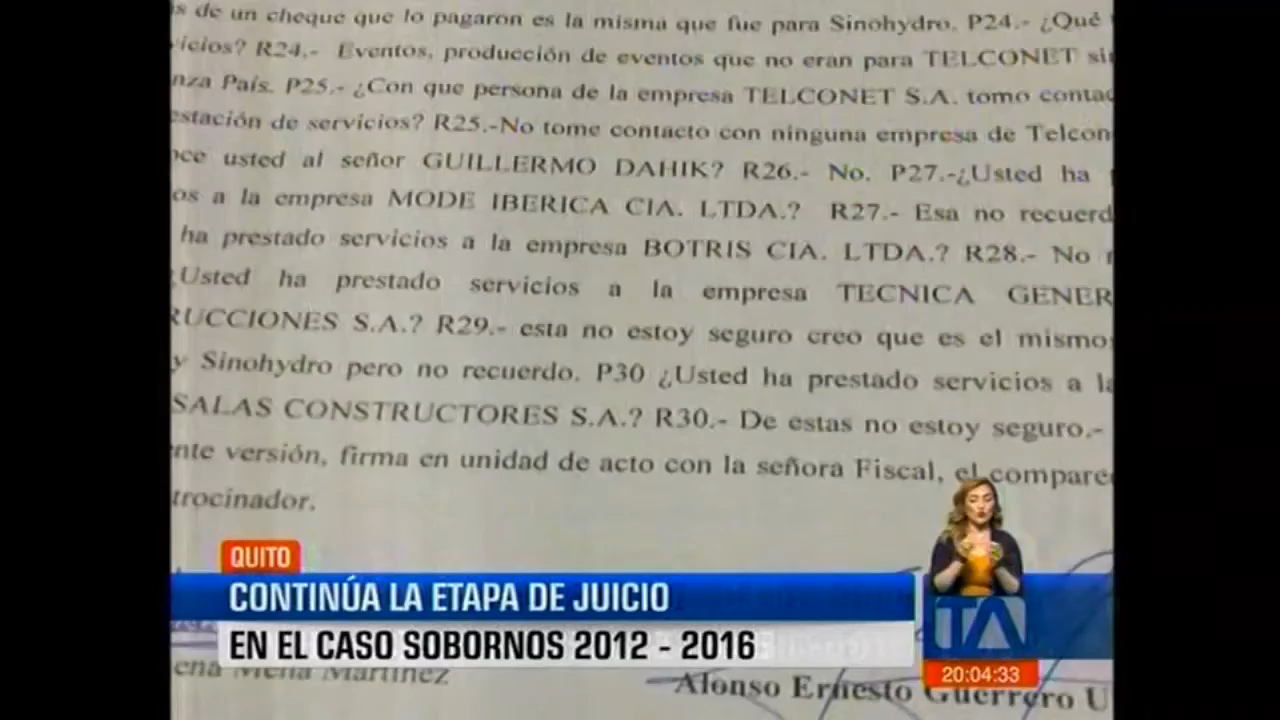 de un cheque que lo pagaron es la misma que fue para Sinohydro. P24.- ¿Qué
vicios? R24.- Eventos, producción de eventos que no eran para TELCONET
nza País. P25.- ¿Con que persona de la empresa TELCONET S.A. tomo contac
estación de servicios? R25.-No tome contacto con ninguna empresa de Telcon
oce usted al señor GUILLERMO DAHIK? R26.- No. P27.-¿Usted ha
os a la empresa MODE IBERICA CIA. LTDA.? R27.- Esa no recuerd
ha prestado servicios a la empresa BOTRIS CIA. LTDA.? R28.- No
¿Usted ha prestado servicios a la empresa TECNICA GENER
RUCCIONES S.A.? R29.- esta no estoy seguro creo que es el mismo
y Sinohydro pero no recuerdo. P30 ¿Usted ha prestado servicios a la
SALAS CONSTRUCTORES S.A.? R30.- De estas no estoy seguro.-
nte versión, firma en unidad de acto con la señora Fiscal, el compare
trocinador.
QUITO
CONTINÚA LA ETAPA DE JUICIO
EN EL CASO SOBORNOS 2012 - 2016
TA
20:04:33
ena Mena Martínez
Alonso Ernesto Guerrero U